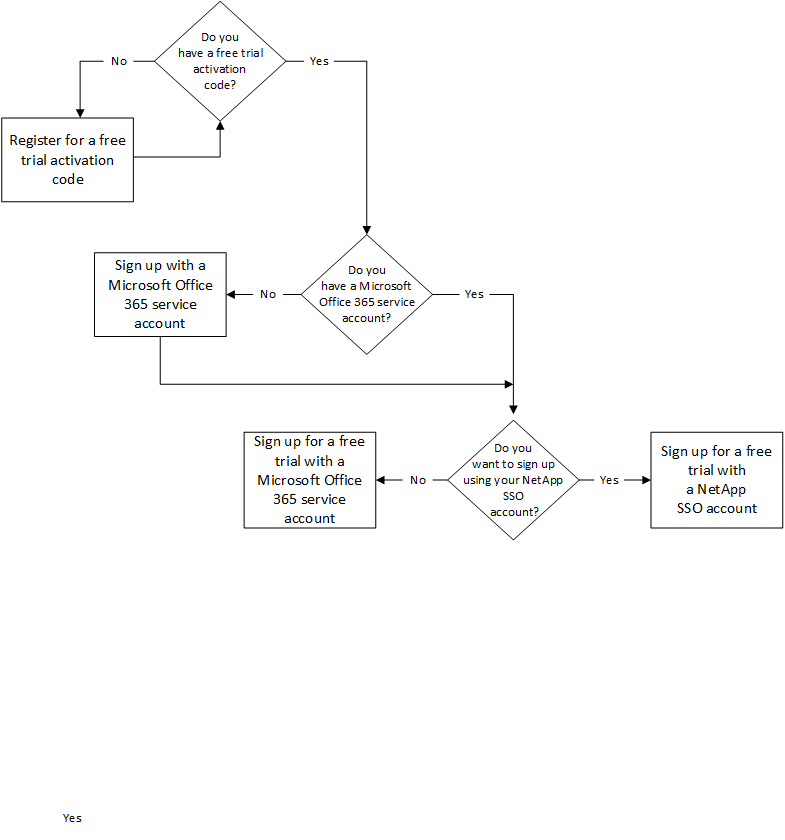 Do you
have a free trial
activation
code?
No
Yes
Register for a free
trial activation
code
Sign up with a
Microsoft Office
365 service
account
No
Do you
have a Microsoft
Office 365 service
account?
Yes
Sign up for a free
trial with a
Microsoft Office
365 service
account
No
Do you
want to sign up
using your NetApp
SSO
account?
Yes
Sign up for a free
trial with
a NetApp
SSO account
Yes